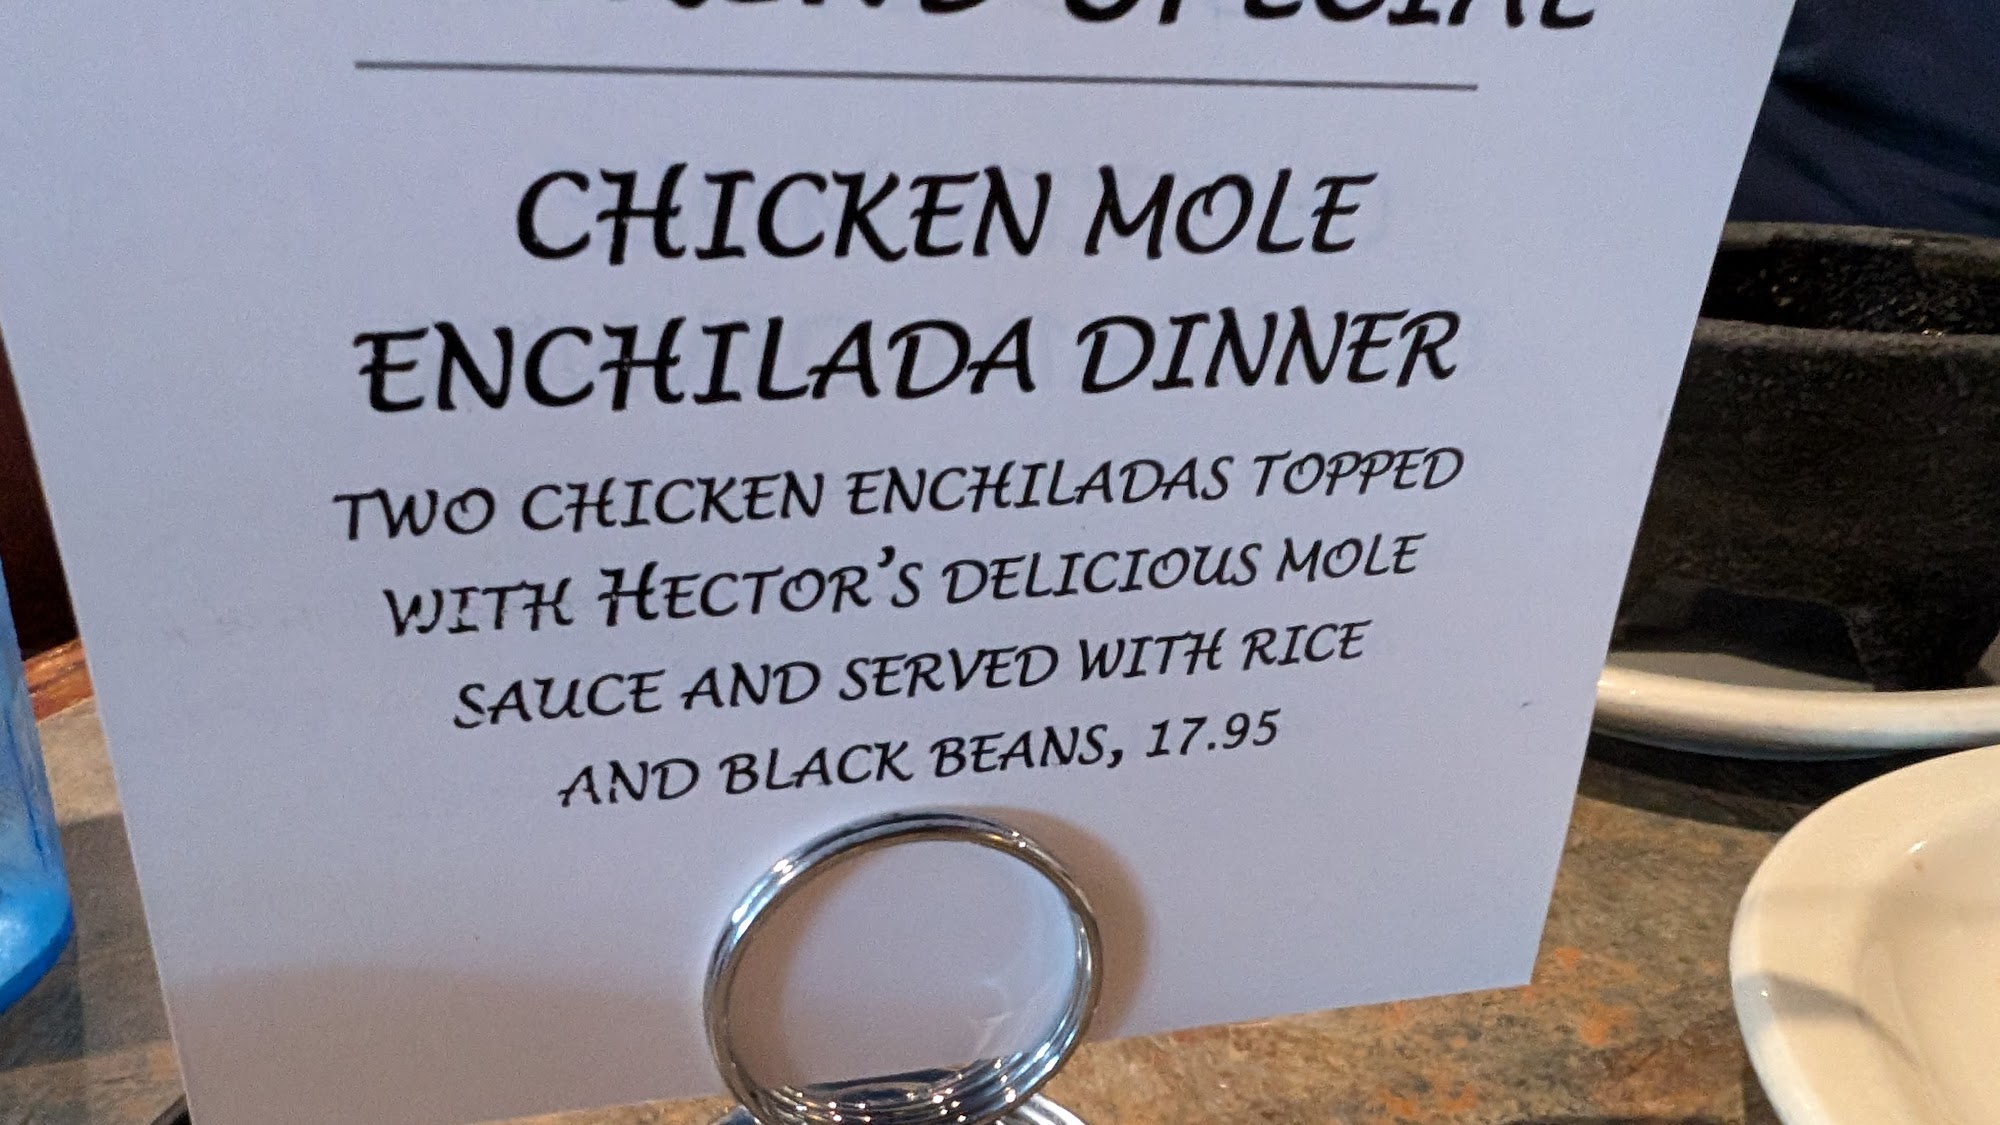 SPECIAL
CHICKEN MOLE
ENCHILADA DINNER
TWO CHICKEN ENCHILADAS TOPPED
WITH HECTOR'S DELICIOUS MOLE
SAUCE AND SERVED WITH RICE
AND BLACK BEANS, 17.95